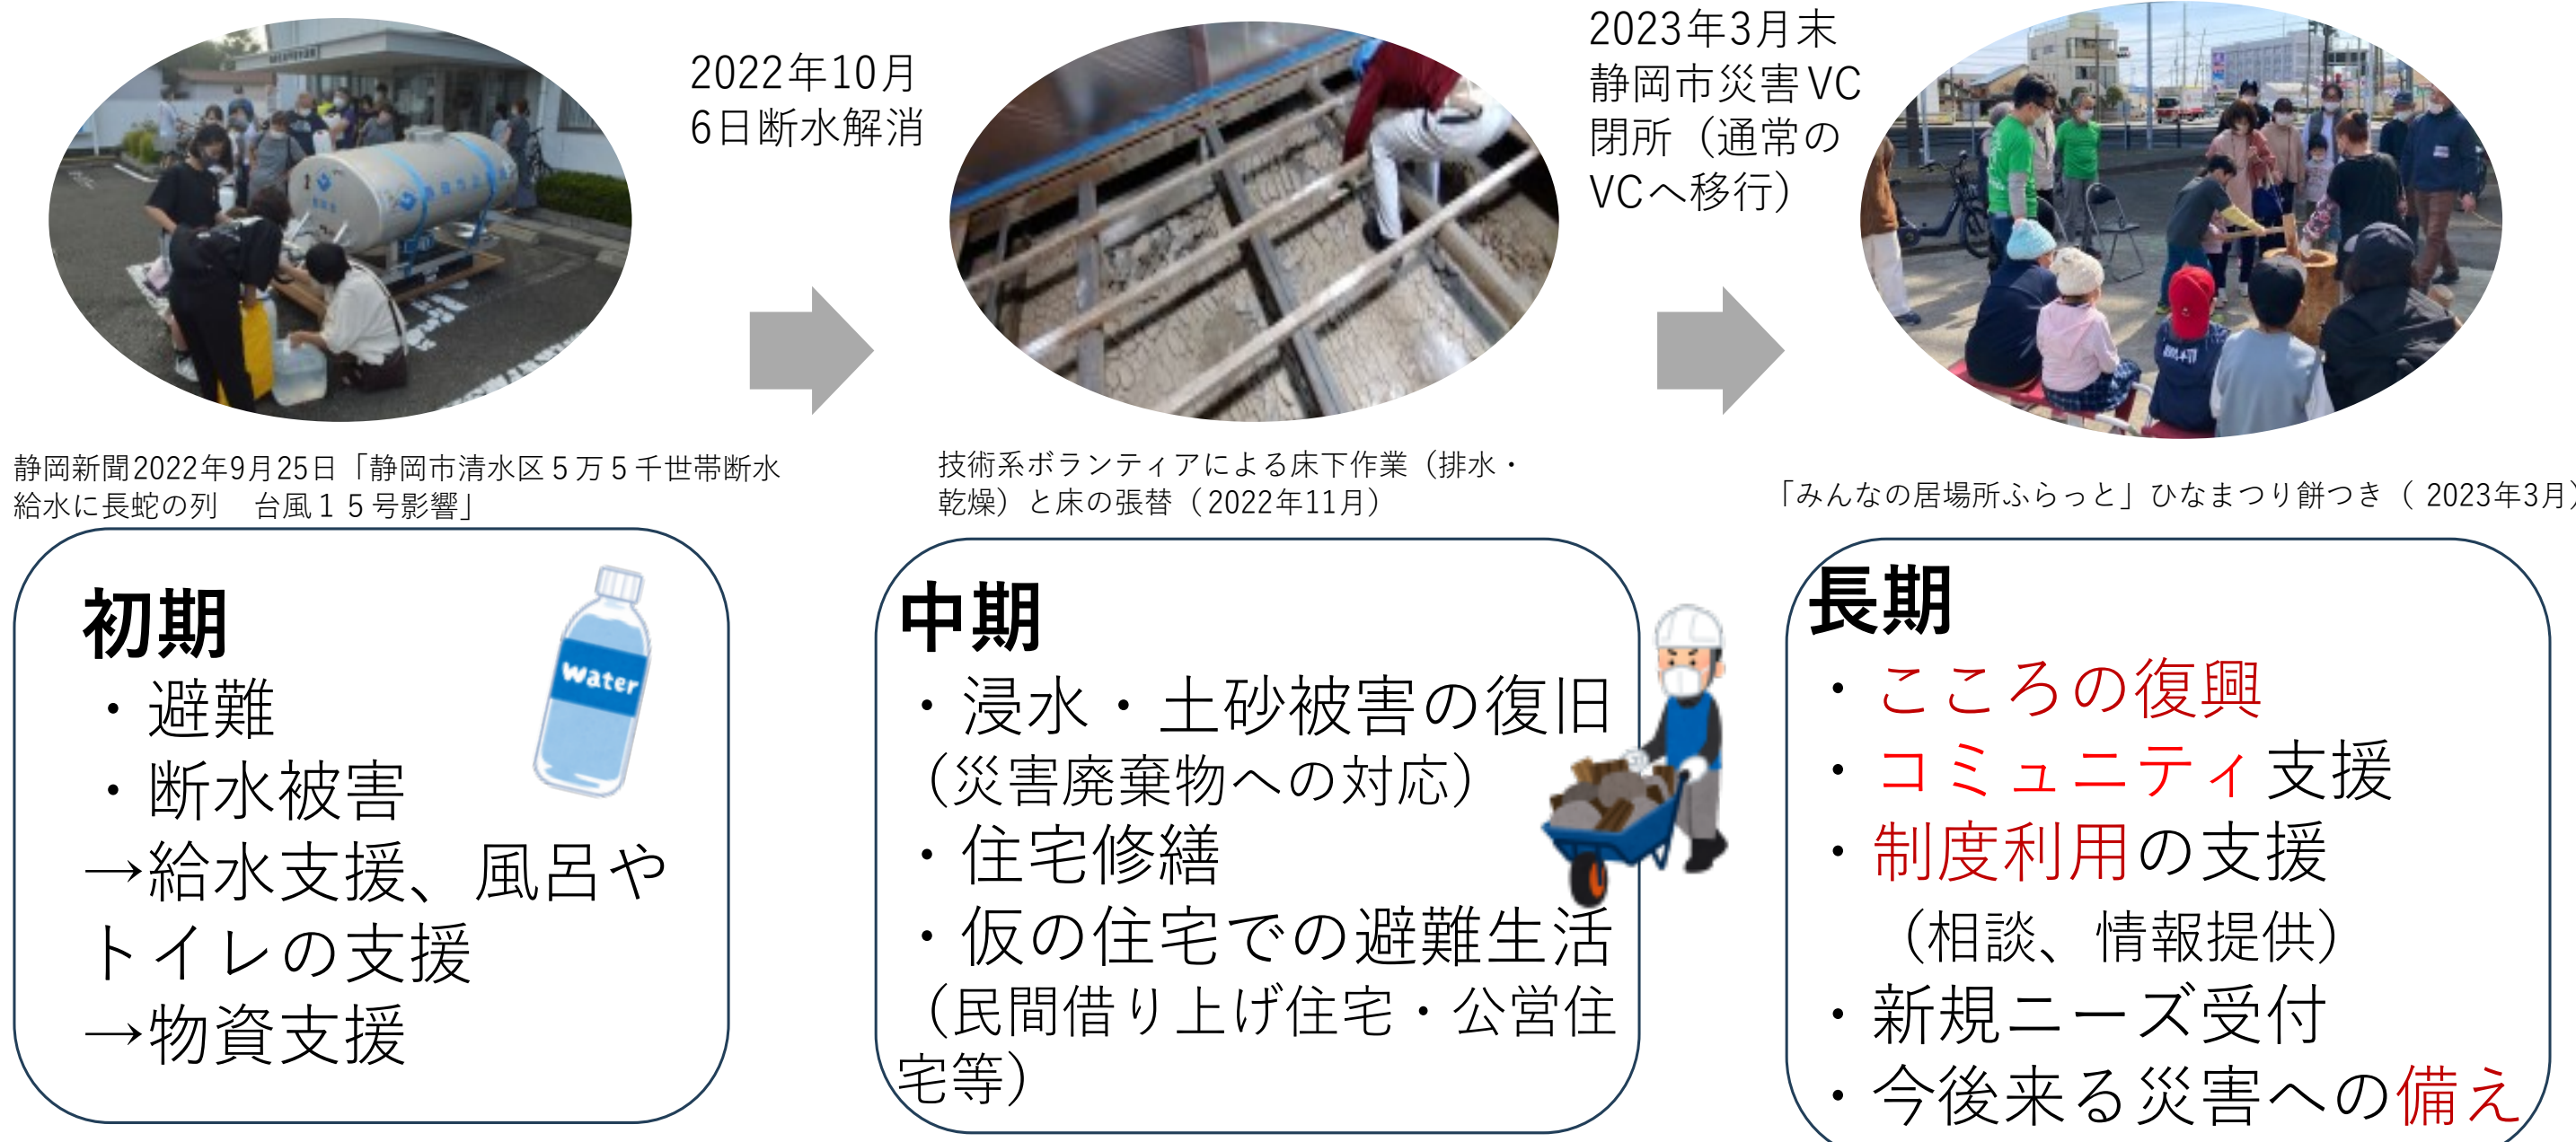 2022年10月
6日断水解消
2023年3月末
静岡市災害VC
閉所（通常の
VCへ移行）
静岡新聞2022年9月25日「静岡市清水区５万５千世帯断水
給水に長蛇の列　台風１５号影響」
技術系ボランティアによる床下作業（排水・
乾燥）と床の張替（2022年11月）
「みんなの居場所ふらっと」ひなまつり餅つき（ 2023年3月）
初期
・避難
・断水被害
→給水支援、風呂や
トイレの支援
→物資支援
Water
中期
・浸水・土砂被害の復旧
（災害廃棄物への対応）
・住宅修繕
・仮の住宅での避難生活
（民間借り上げ住宅・公営住
宅等）
長期
・こころの復興
・コミュニティ支援
・制度利用の支援
（相談、情報提供）
・新規ニーズ受付
・今後来る災害への備え